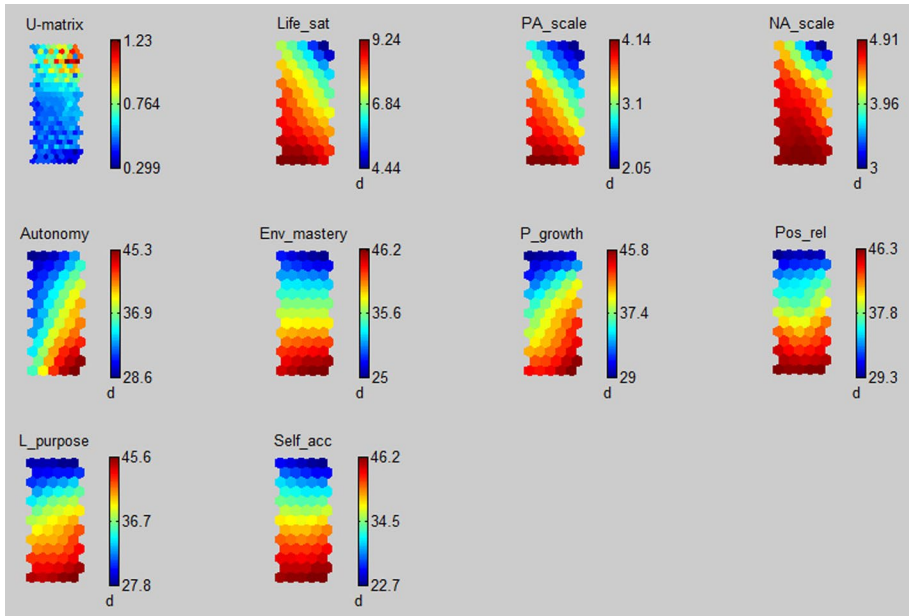 U-matrix
1.23
0.764
0.299
Life_sat
9.24
6.84
4.44
d
PA_scale
4.14
3.1
2.05
d
NA_scale
4.91
3.96
3
d
Autonomy
45.3
36.9
28.6
d
Env_mastery
46.2
35.6
25
d
P_growth
45.8
37.4
29
d
Pos_rel
46.3
37.8
29.3
d
L_purpose
45.6
36.7
27.8
d
Self_acc
46.2
34.5
22.7
d